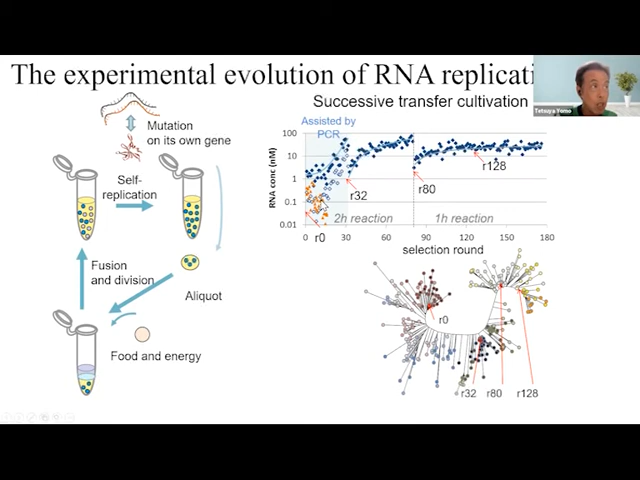 The experimental evolution of RNA replicati
Tetsuya Yomo
Mutation
on its own gene
Self-
replication
Fusion
and division
Aliquot
Food and energy
Successive transfer cultivation
Assisted by
PCR
RNA conc (nM)
100
10
1
0.1
0.01
r0
r32
r80
r128
2h reaction
1h reaction
0
30
60
90
120
150
180
selection round
r0
r32
r80
r128